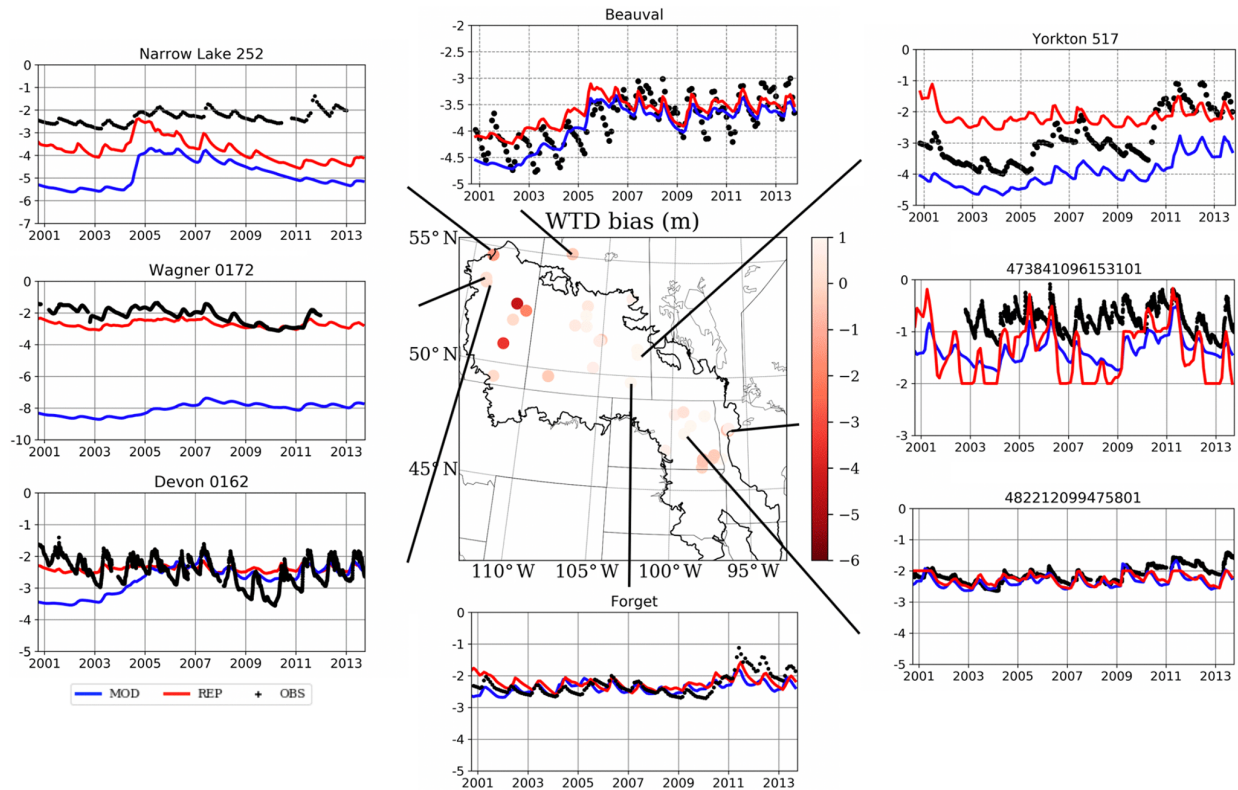 Beauval
-2
-2.5
-3.0
-3.5
-4.0
-4.5
-5
2001 2003 2005 2007 2009 2011 2013
Narrow Lake 252
0
-1
-2
-3
-4
-5
-6
-7
2001 2003 2005 2007 2009 2011 2013
Yorkton 517
0
-1
-2
-3
-4
-5
2001 2003 2005 2007 2009 2011 2013
WTD bias (m)
55°N
50°N
45°N
110°W 105°W 100°W 95°W
1
0
−1
−2
−3
−4
−5
−6
Wagner 0172
0
-2
-4
-6
-8
-10
2001 2003 2005 2007 2009 2011 2013
473841096153101
0
-1
-2
-3
2001 2003 2005 2007 2009 2011 2013
Devon 0162
0
-1
-2
-3
-4
-5
2001 2003 2005 2007 2009 2011 2013
MOD REP OBS
482212099475801
0
-1
-2
-3
-4
-5
2001 2003 2005 2007 2009 2011 2013
Forget
0
-1
-2
-3
-4
-5
2001 2003 2005 2007 2009 2011 2013